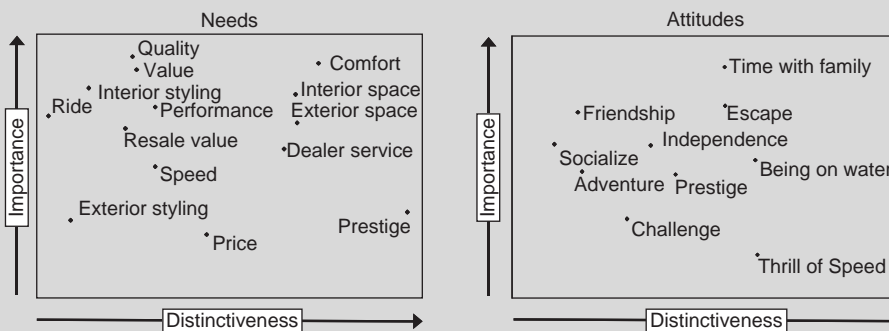 Needs
Quality
Value
Comfort
Interior styling
Interior space
Ride
Performance
Exterior space
Resale value
Dealer service
Speed
Exterior styling
Prestige
Price
Importance
Distinctiveness
Attitudes
Time with family
Friendship
Escape
Independence
Socialize
Being on water
Adventure
Prestige
Challenge
Thrill of Speed
Importance
Distinctiveness